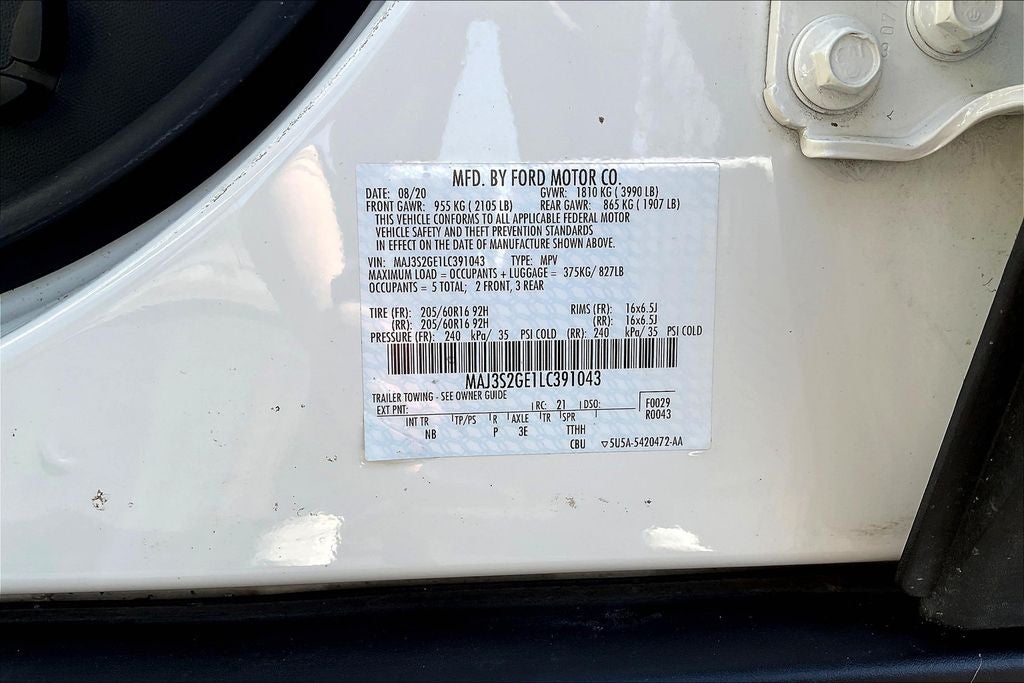 MFD. BY FORD MOTOR CO.
DATE: 08/20 GVWR: 1810 KG ( 3990 LB)
FRONT GAWR: 955 KG ( 2105 LB) REAR GAWR: 865 KG ( 1907 LB)
THIS VEHICLE CONFORMS TO ALL APPLICABLE FEDERAL MOTOR
VEHICLE SAFETY AND THEFT PREVENTION STANDARDS
IN EFFECT ON THE DATE OF MANUFACTURE SHOWN ABOVE.
VIN: MAJ3S2GE1LC391043 TYPE: MPV
MAXIMUM LOAD = OCCUPANTS + LUGGAGE = 375KG/ 827LB
OCCUPANTS = 5 TOTAL; 2 FRONT, 3 REAR
TIRE (FR): 205/60R16 92H RIMS (FR): 16x6.5J
(RR): 205/60R16 92H (RR): 16x6.5J
PRESSURE (FR): 240 kPa/ 35 PSI COLD (RR): 240 kPa/35 PSI COLD
MAJ3S2GE1LC391043
TRAILER TOWING - SEE OWNER GUIDE
EXT PNT: RC: 21 DSO: F0029
R0043
INT TR TP/PS R AXLE TR SPR
NB P 3E TTHH
CBU ▽5U5A-5420472-AA